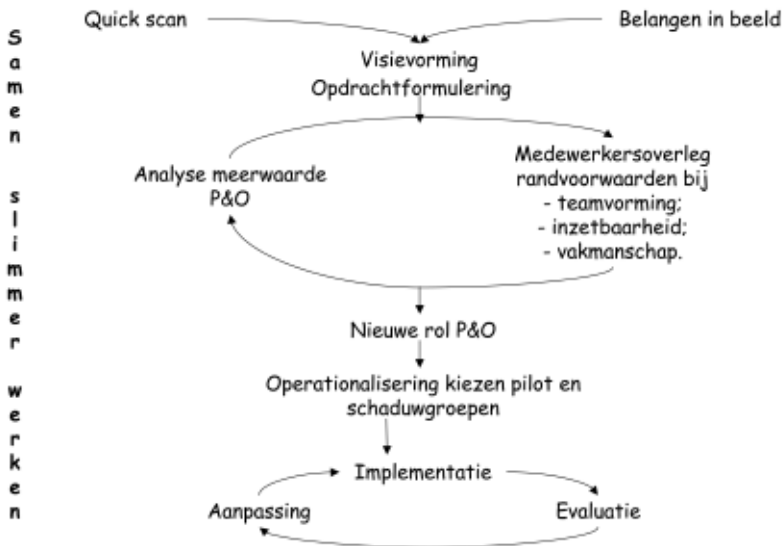 Samen slimmer werken
Quick scan
Belangen in beeld
Visievorming
Opdrachtformulering
Analyse meerwaarde
P&O
Medewerkersoverleg
randvoorwaarden bij
- teamvorming;
- inzetbaarheid;
- vakmanschap.
Nieuwe rol P&O
Operationalisering kiezen pilot en
schaduwgroepen
Implementatie
Aanpassing
Evaluatie